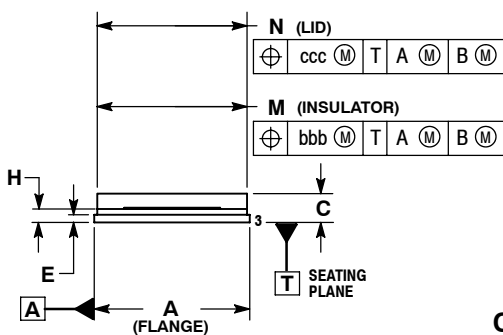 N (LID)
⌖ ccc Ⓜ T A Ⓜ B Ⓜ
M (INSULATOR)
⌖ bbb Ⓜ T A Ⓜ B Ⓜ
H
C
3
E
T SEATING
PLANE
A
A
(FLANGE)